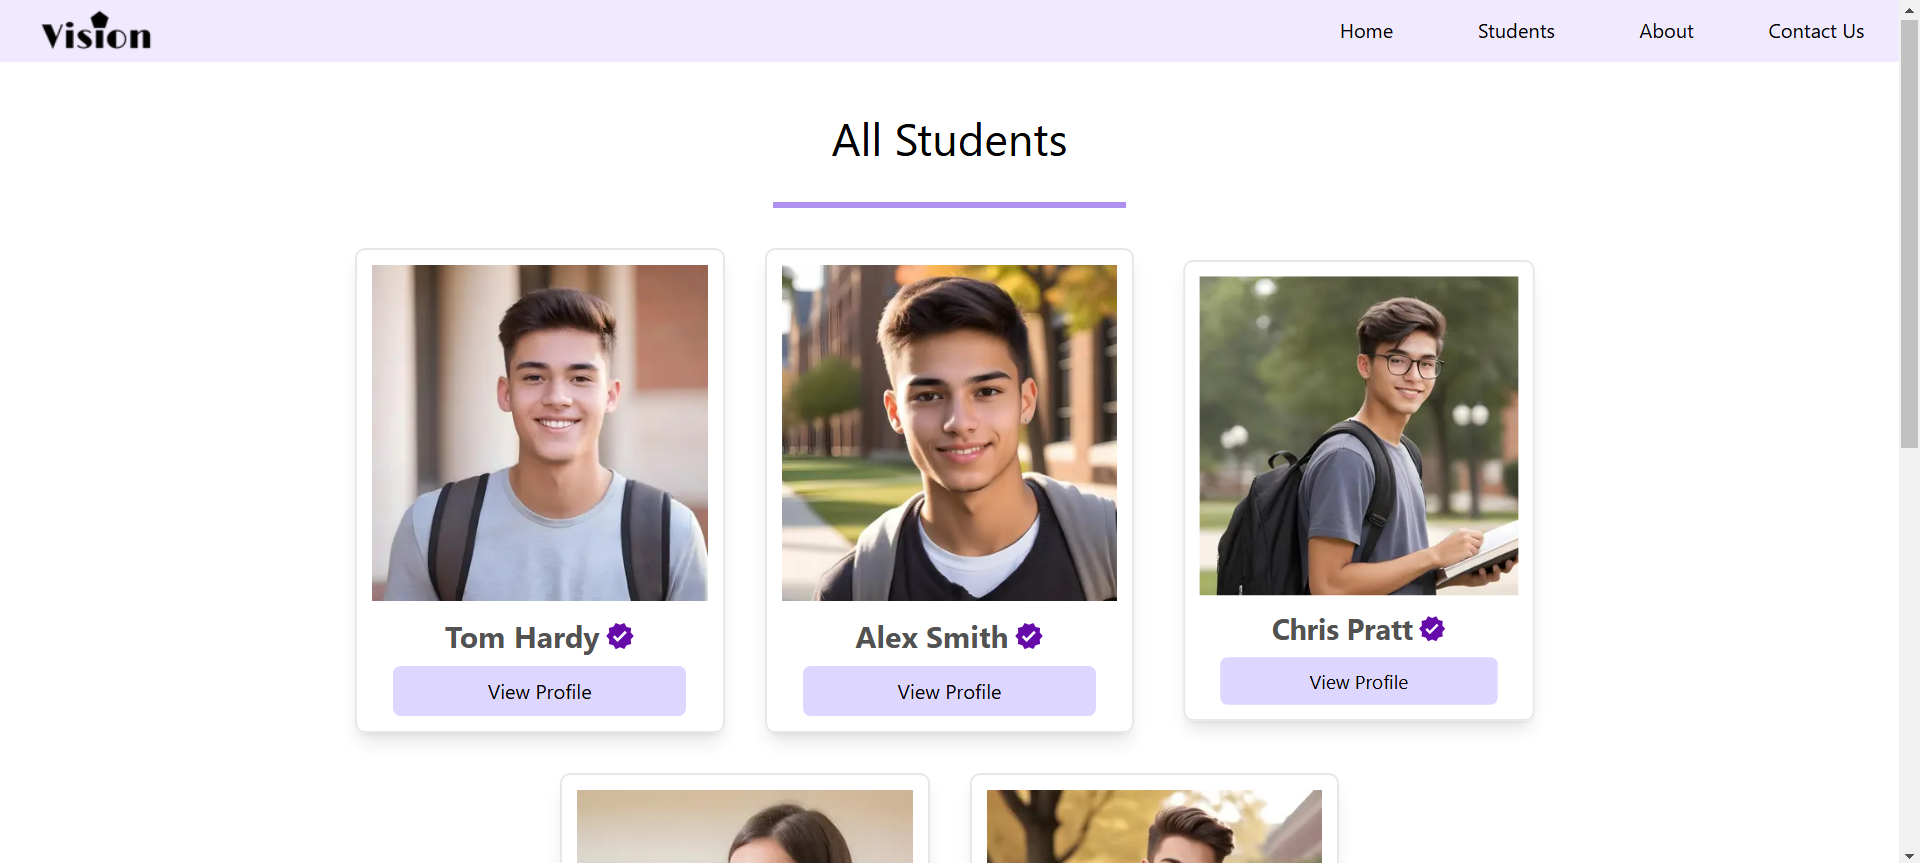 Vision
Home
Students
About
Contact Us
All Students
Tom Hardy
View Profile
Alex Smith
View Profile
Chris Pratt
View Profile